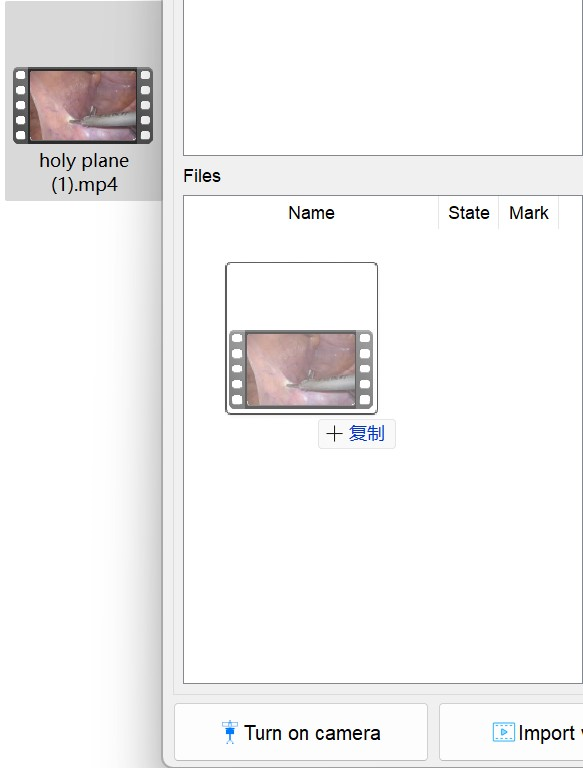 holy plane
(1).mp4
Files
Name State Mark
+ 复制
Turn on camera
Import